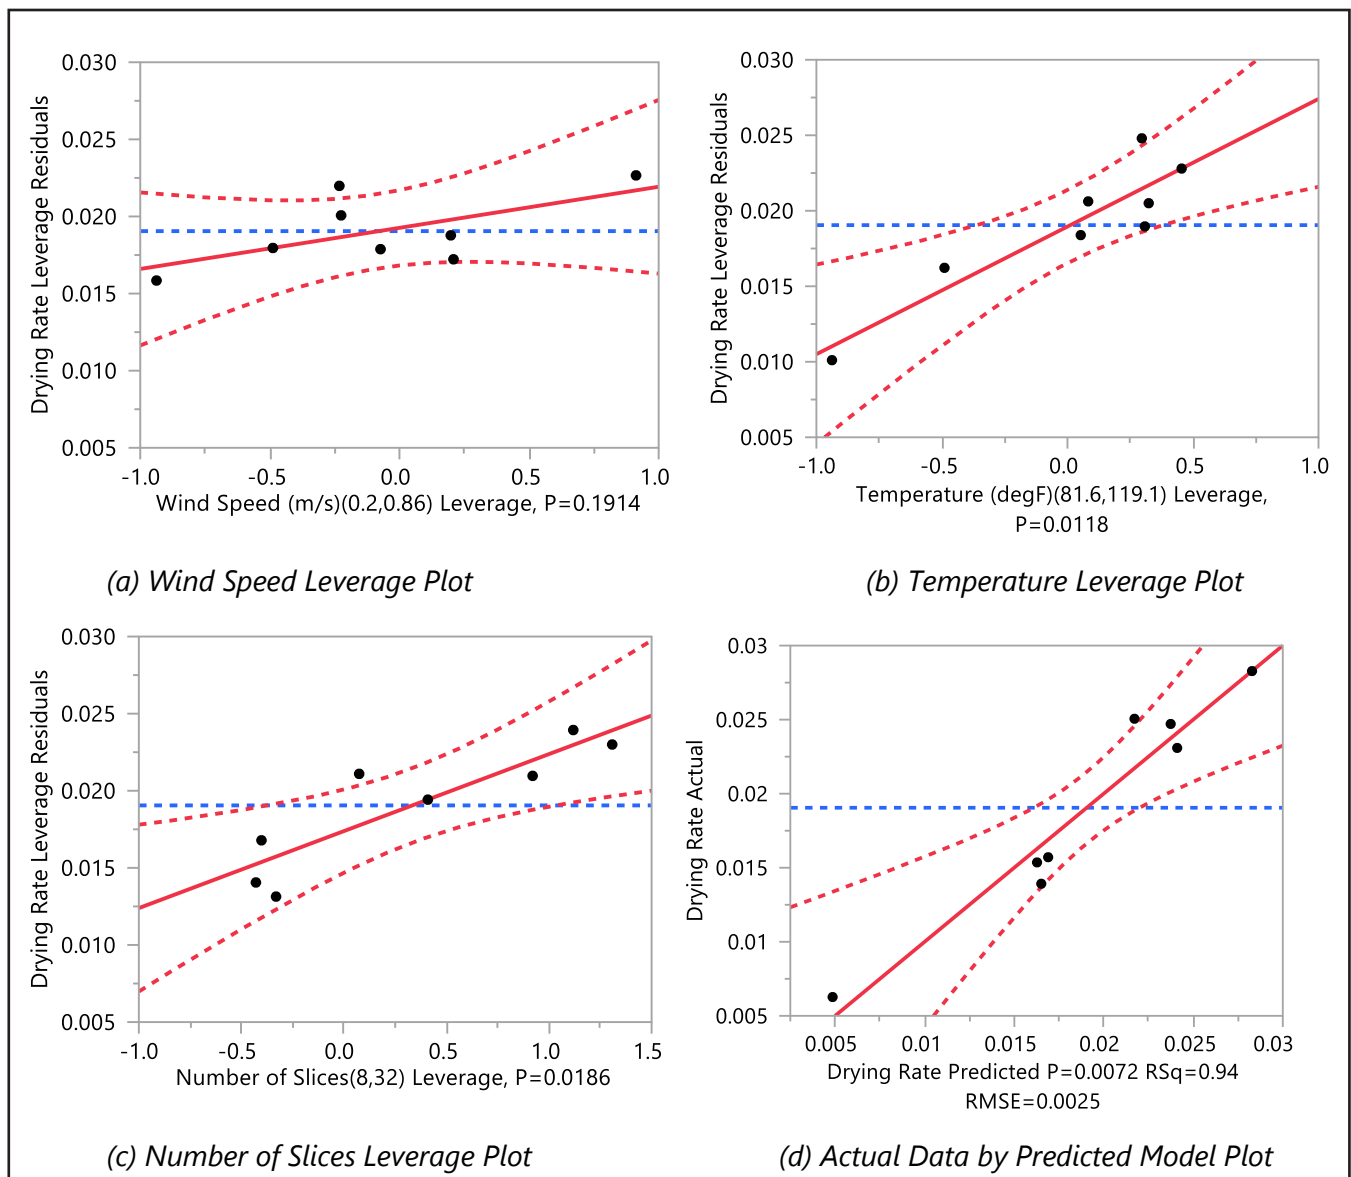 0.030
0.025
0.020
0.015
0.010
0.005
Drying Rate Leverage Residuals
-1.0 -0.5 0.0 0.5 1.0
Wind Speed (m/s)(0.2,0.86) Leverage, P=0.1914
(a) Wind Speed Leverage Plot
0.030
0.025
0.020
0.015
0.010
0.005
Drying Rate Leverage Residuals
-1.0 -0.5 0.0 0.5 1.0
Temperature (degF)(81.6,119.1) Leverage,
P=0.0118
(b) Temperature Leverage Plot
0.030
0.025
0.020
0.015
0.010
0.005
Drying Rate Leverage Residuals
-1.0 -0.5 0.0 0.5 1.0 1.5
Number of Slices(8,32) Leverage, P=0.0186
(c) Number of Slices Leverage Plot
0.03
0.025
0.02
0.015
0.01
0.005
Drying Rate Actual
0.005 0.01 0.015 0.02 0.025 0.03
Drying Rate Predicted P=0.0072 RSq=0.94
RMSE=0.0025
(d) Actual Data by Predicted Model Plot